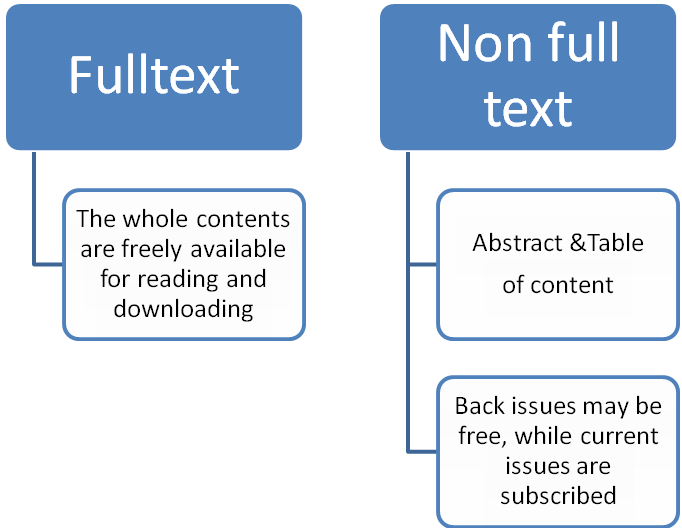 Fulltext
The whole contents
are freely available
for reading and
downloading
Non full
text
Abstract &Table
of content
Back issues may be
free, while current
issues are
subscribed